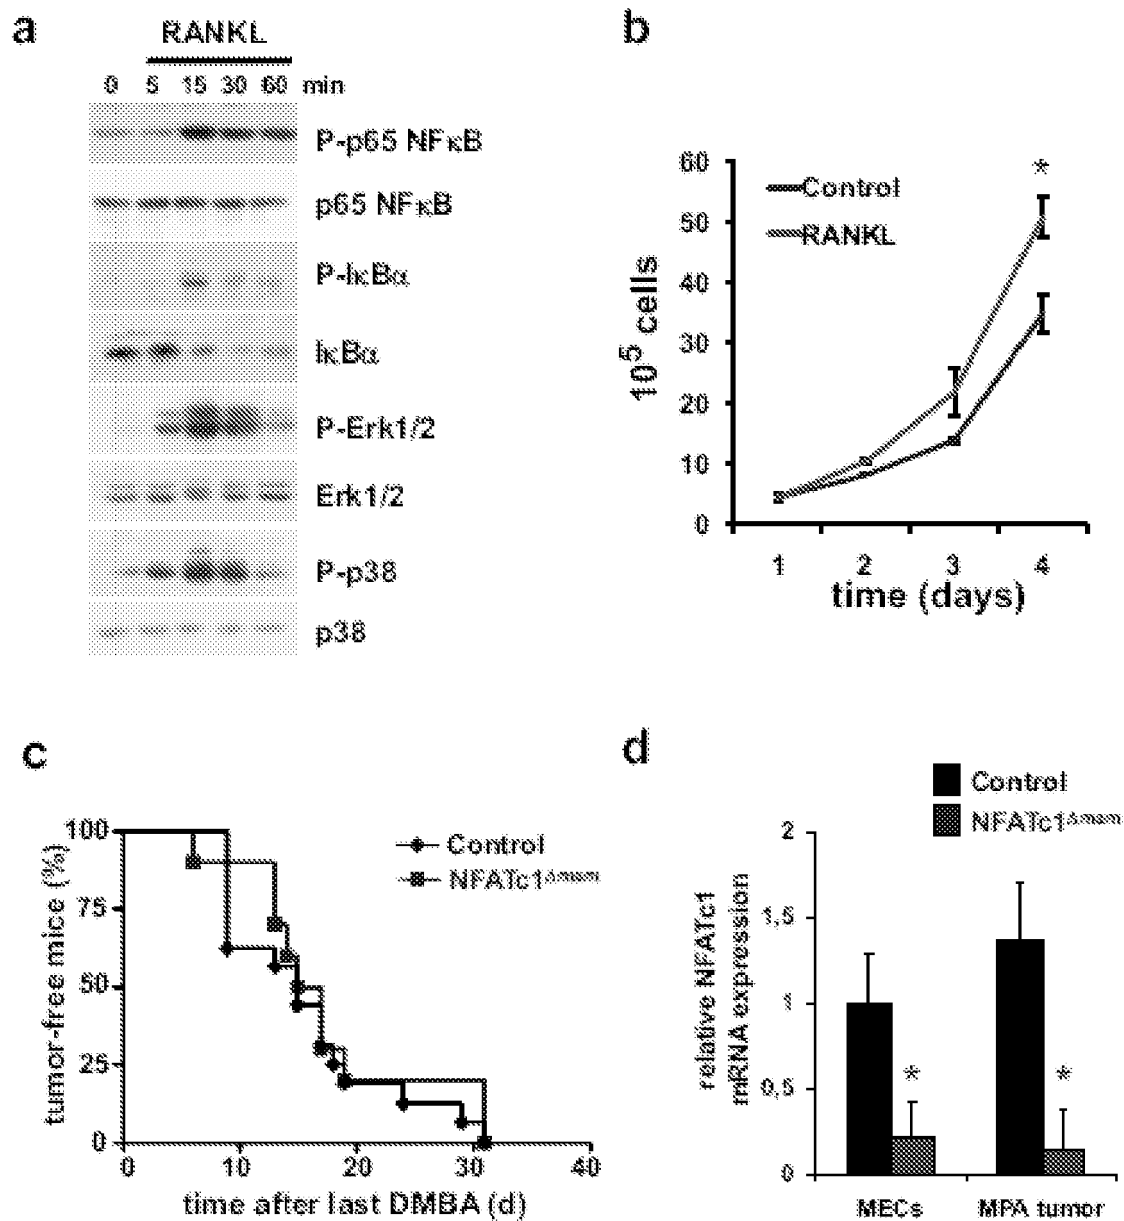 a
RANKL
0 5 15 30 60 min
P-p65 NFκB
p65 NFκB
P-IκBα
IκBα
P-Erk1/2
Erk1/2
P-p38
p38
b
60
50
40
30
20
10
0
10⁵ cells
Control
RANKL
*
1 2 3 4
time (days)
c
100
75
50
25
0
tumor-free mice (%)
Control
NFATc1Δmam
0 10 20 30 40
time after last DMBA (d)
d
Control
NFATc1Δmam
2
1,5
1
0,5
0
relative NFATc1
mRNA expression
* *
MECs MPA tumor